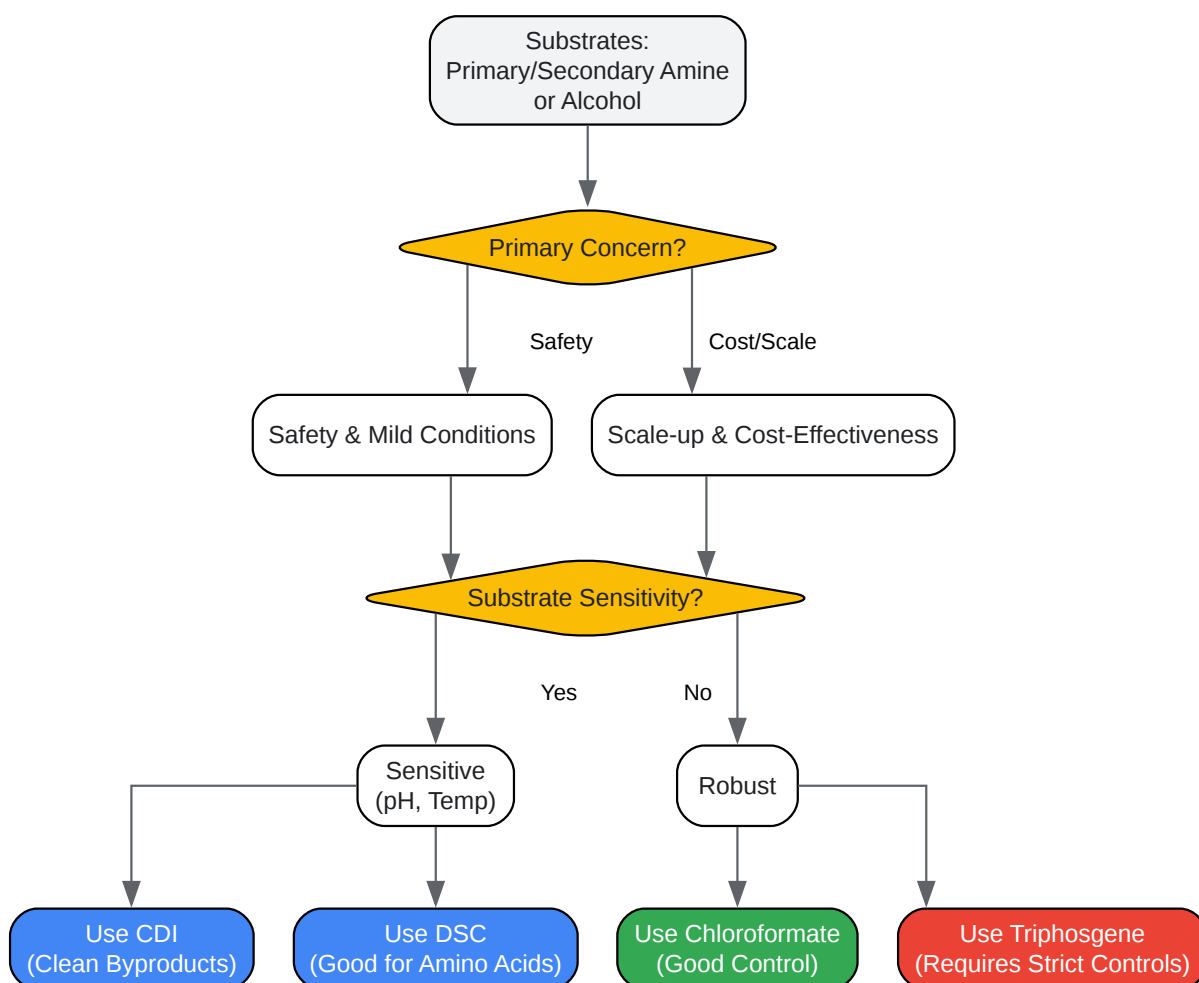 Substrates:
Primary/Secondary Amine
or Alcohol
Primary Concern?
Safety
Cost/Scale
Safety & Mild Conditions
Scale-up & Cost-Effectiveness
Substrate Sensitivity?
Yes
No
Sensitive
(pH, Temp)
Robust
Use CDI
(Clean Byproducts)
Use DSC
(Good for Amino Acids)
Use Chloroformate
(Good Control)
Use Triphosgene
(Requires Strict Controls)